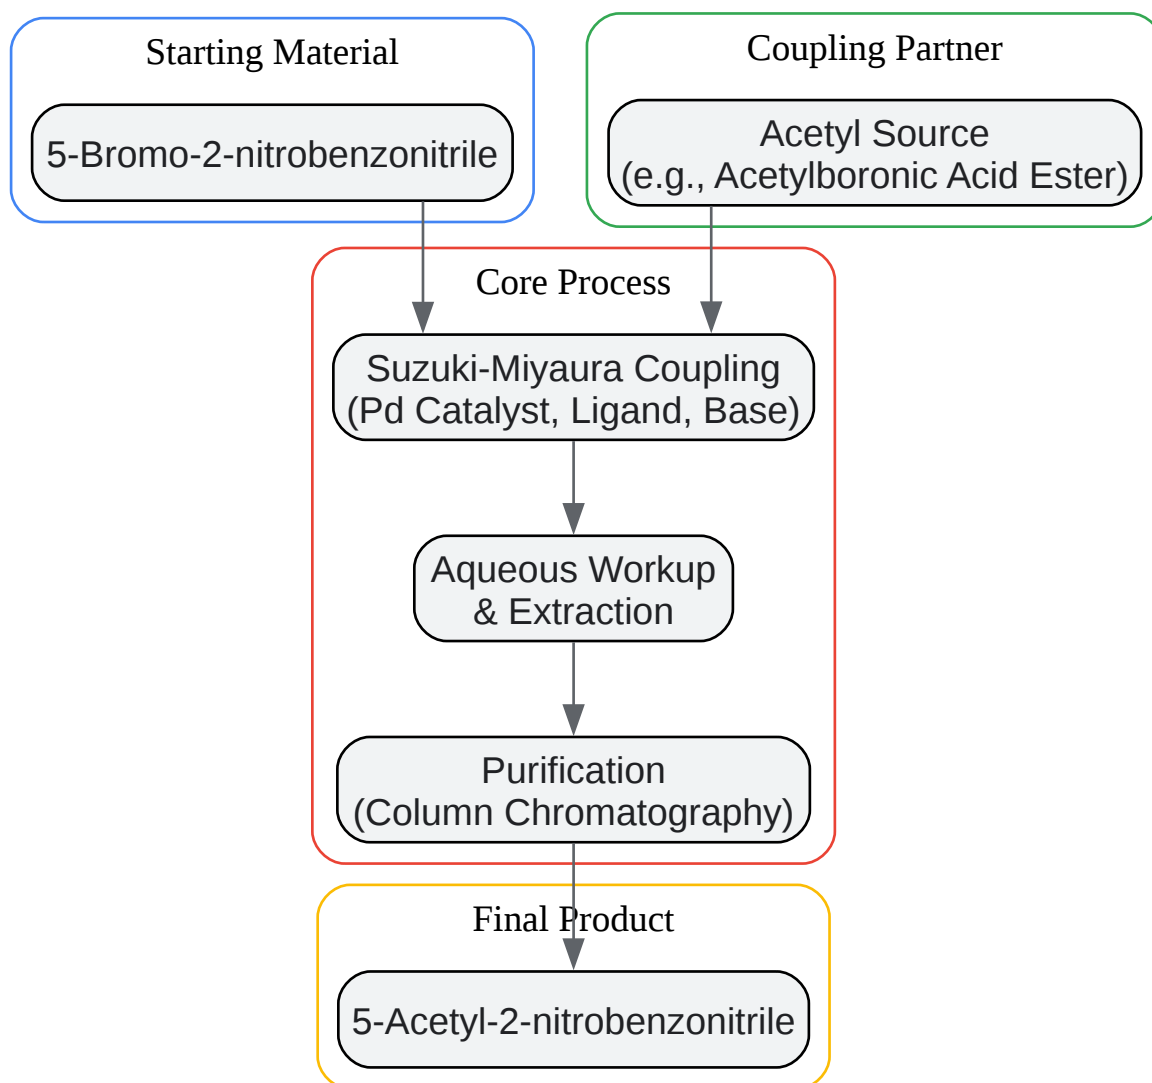 Starting Material
5-Bromo-2-nitrobenzonitrile
Coupling Partner
Acetyl Source
(e.g., Acetylboronic Acid Ester)
Core Process
Suzuki-Miyaura Coupling
(Pd Catalyst, Ligand, Base)
Aqueous Workup
& Extraction
Purification
(Column Chromatography)
Final Product
5-Acetyl-2-nitrobenzonitrile